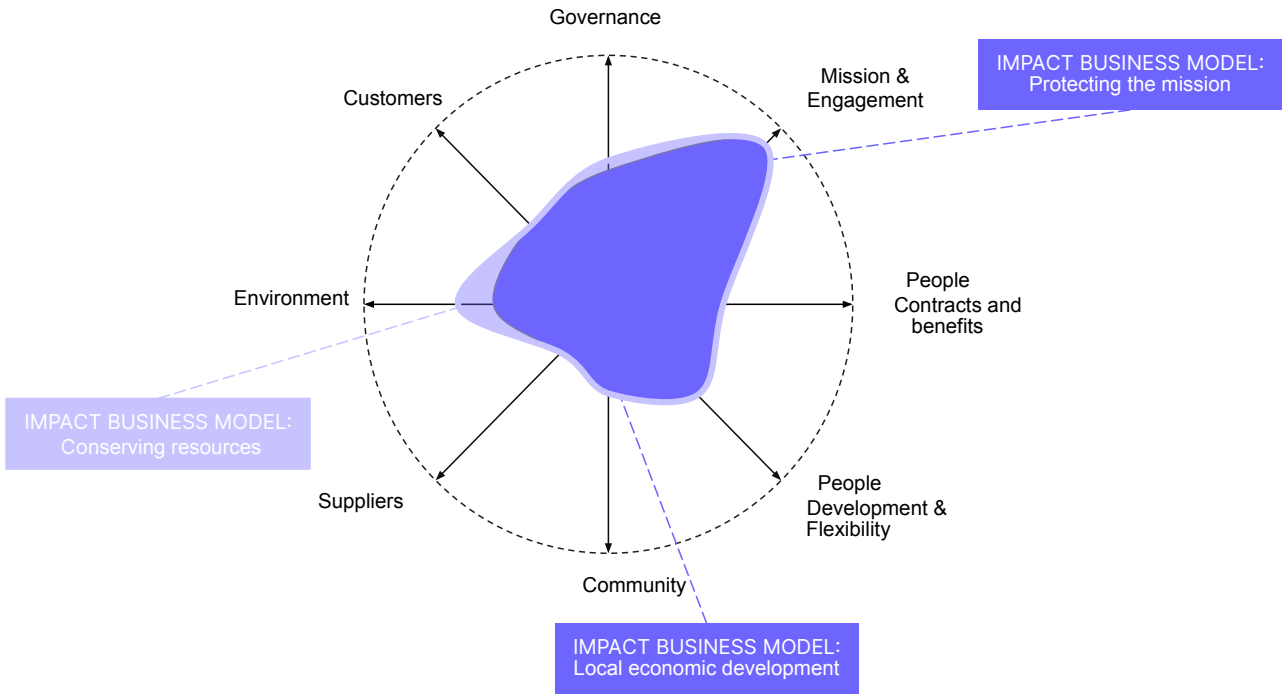 Governance
Mission &
Engagement
IMPACT BUSINESS MODEL:
Protecting the mission
Customers
Environment
People
Contracts and
benefits
IMPACT BUSINESS MODEL:
Conserving resources
Suppliers
People
Development &
Flexibility
Community
IMPACT BUSINESS MODEL:
Local economic development